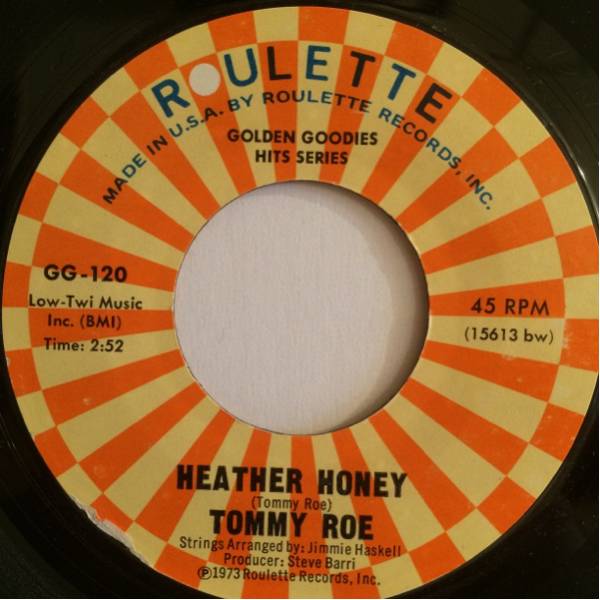 ROULETTE
MADE IN U.S.A. BY ROULETTE RECORDS, INC.
GOLDEN GOODIES
HITS SERIES
GG-120
Low-Twi Music
Inc. (BMI)
Time: 2:52
45 RPM
(15613 bw)
HEATHER HONEY
(Tommy Roe)
TOMMY ROE
Strings Arranged by: Jimmie Haskell
Producer: Steve Barri
℗1973 Roulette Records, Inc.